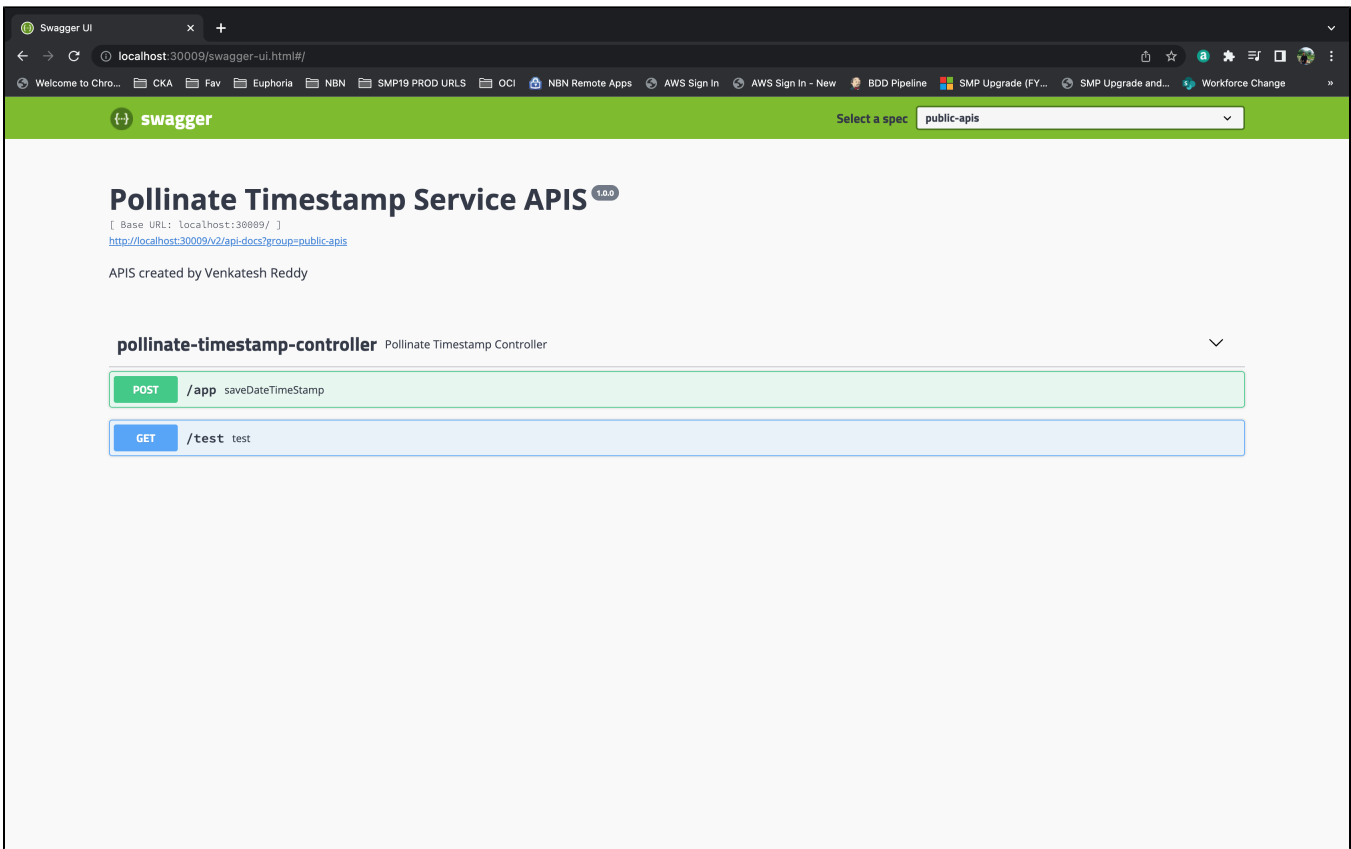 Swagger UI
localhost:30009/swagger-ui.html#/
Welcome to Chro... CKA Fav Euphoria NBN SMP19 PROD URLS OCI NBN Remote Apps AWS Sign In AWS Sign In - New BDD Pipeline SMP Upgrade (FY... SMP Upgrade and... Workforce Change »
swagger Select a spec public-apis
Pollinate Timestamp Service APIS 1.0.0
[ Base URL: localhost:30009/ ]
http://localhost:30009/v2/api-docs?group=public-apis
APIS created by Venkatesh Reddy
pollinate-timestamp-controller Pollinate Timestamp Controller
POST /app saveDateTimeStamp
GET /test test